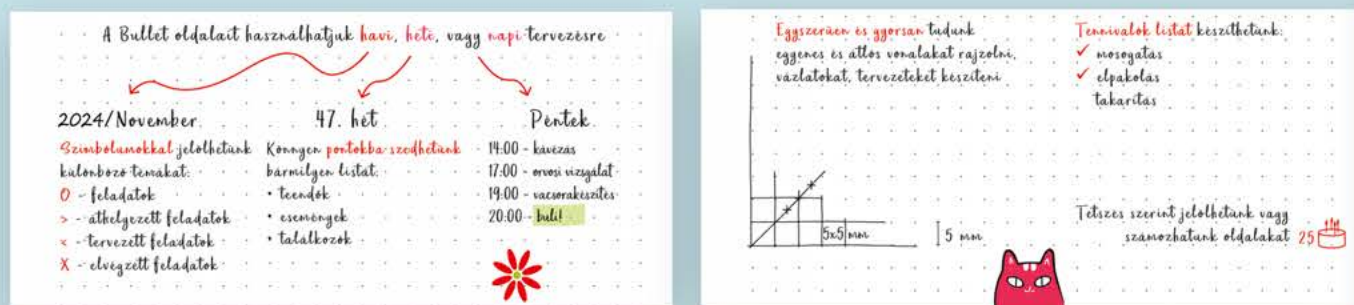 A Bullet oldalait használhatjuk havi, heti, vagy napi tervezésre
2024/November
Szimbólumokkal jelölhetünk
különböző témákat:
O - feladatok
> - áthelyezett feladatok
< - tervezett feladatok
X - elvégzett feladatok
47. hét
Könnyen pontokba szedhetünk
bármilyen listát:
• teendők
• események
• találkozók
Péntek
14:00 - kávézás
17:00 - orvosi vizsgálat
19:00 - vacsorakészítés
20:00 - buli!
Egyszerűen és gyorsan tudunk
egyenes és átlós vonalakat rajzolni,
vázlatokat, tervezeteket készíteni
5x5 mm
5 mm
Tennivalók listát készíthetünk:
✓ mosogatás
✓ elpakolás
takarítás
Tetszés szerint jelölhetünk vagy
számozhatunk oldalakat 25